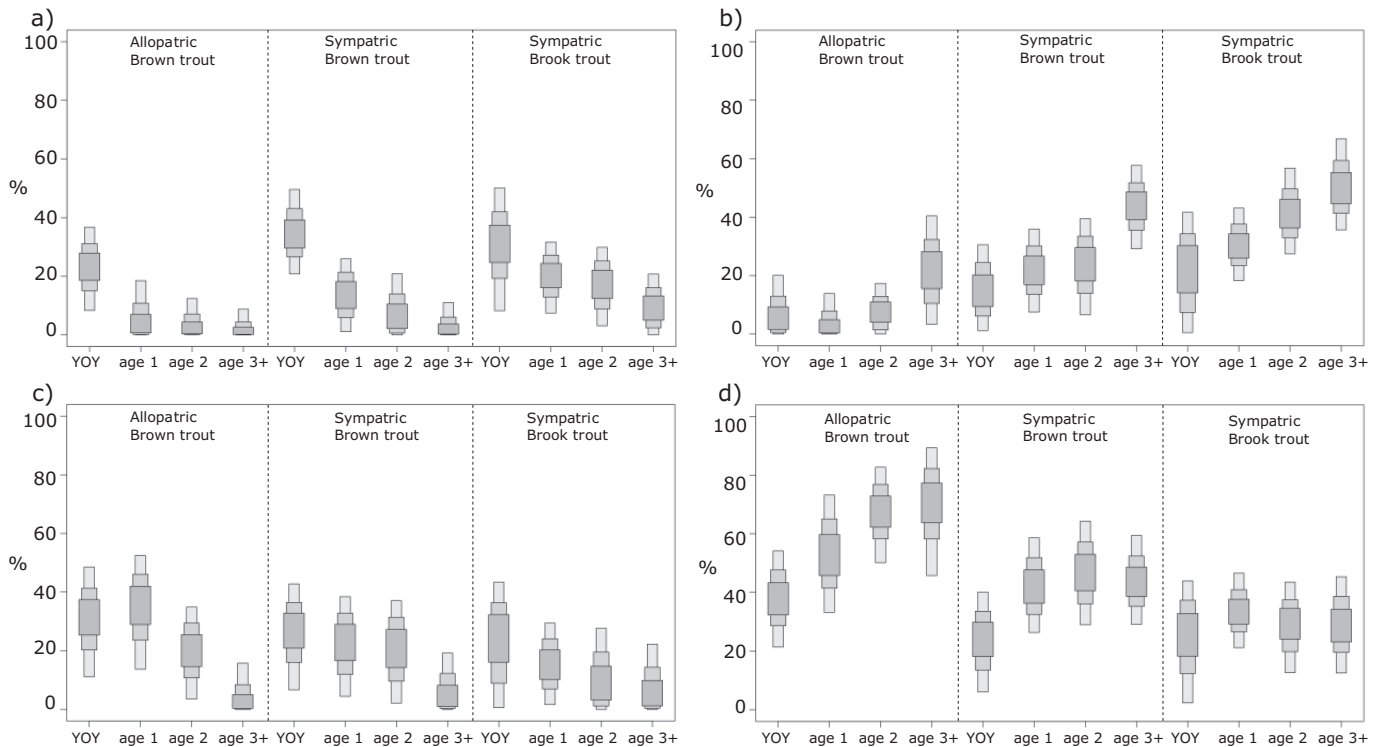 a)
100
80
60
%
40
20
0
Allopatric
Brown trout
Sympatric
Brown trout
Sympatric
Brook trout
YOY age 1 age 2 age 3+ YOY age 1 age 2 age 3+ YOY age 1 age 2 age 3+
b)
100
80
60
%
40
20
0
Allopatric
Brown trout
Sympatric
Brown trout
Sympatric
Brook trout
YOY age 1 age 2 age 3+ YOY age 1 age 2 age 3+ YOY age 1 age 2 age 3+
c)
100
80
60
%
40
20
0
Allopatric
Brown trout
Sympatric
Brown trout
Sympatric
Brook trout
YOY age 1 age 2 age 3+ YOY age 1 age 2 age 3+ YOY age 1 age 2 age 3+
d)
100
80
60
%
40
20
0
Allopatric
Brown trout
Sympatric
Brown trout
Sympatric
Brook trout
YOY age 1 age 2 age 3+ YOY age 1 age 2 age 3+ YOY age 1 age 2 age 3+